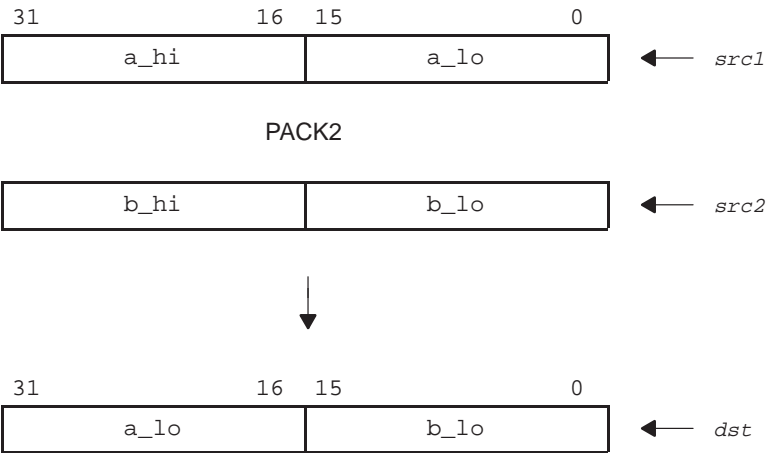 31 16 15 0
a_hi a_lo src1
PACK2
b_hi b_lo src2
31 16 15 0
a_lo b_lo dst